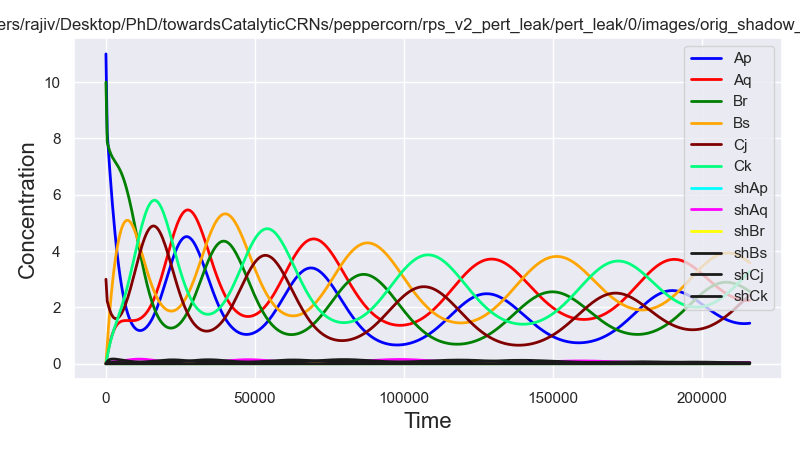 ers/rajiv/Desktop/PhD/towardsCatalyticCRNs/peppercorn/rps_v2_pert_leak/pert_leak/0/images/orig_shadow_
Concentration
10
8
6
4
2
0
0
50000
100000
150000
200000
Time
Ap
Aq
Br
Bs
Cj
Ck
shAp
shAq
shBr
shBs
shCj
shCk